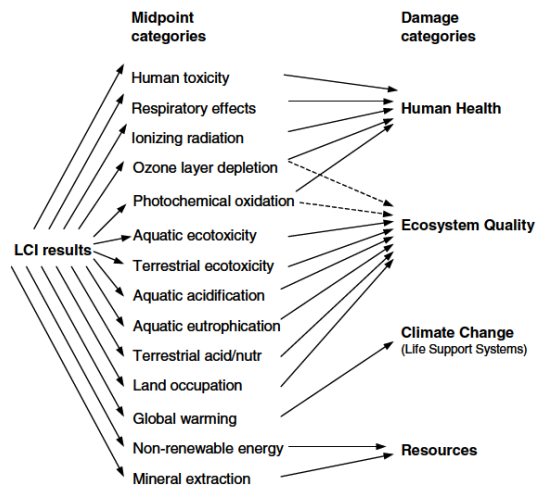 Midpoint
categories
Damage
categories
Human toxicity
Respiratory effects
Human Health
Ionizing radiation
Ozone layer depletion
Photochemical oxidation
Aquatic ecotoxicity
Ecosystem Quality
LCI results
Terrestrial ecotoxicity
Aquatic acidification
Aquatic eutrophication
Climate Change
(Life Support Systems)
Terrestrial acid/nutr
Land occupation
Global warming
Non-renewable energy
Resources
Mineral extraction